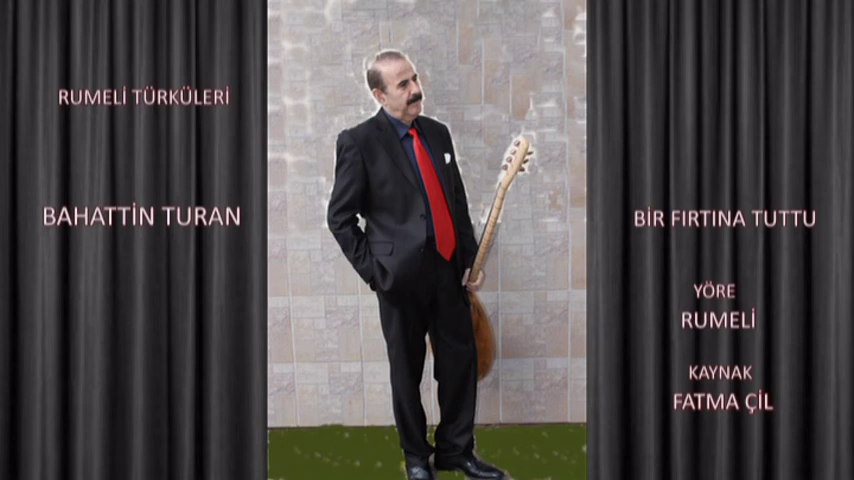 RUMELİ TÜRKÜLERİ
BAHATTİN TURAN
BİR FIRTINA TUTTU
YÖRE
RUMELİ
KAYNAK
FATMA ÇİL